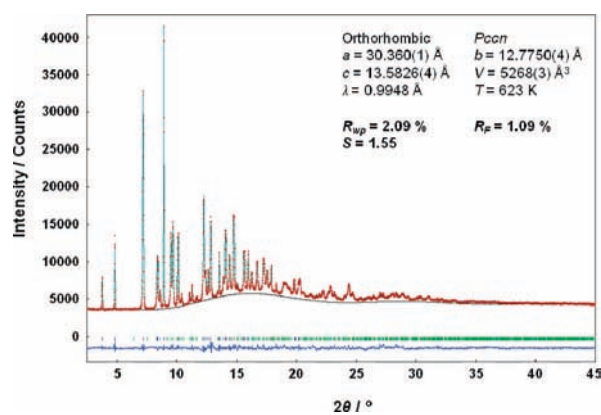 Intensity / Counts
40000
35000
30000
25000
20000
15000
10000
5000
0
Orthorhombic Pccn
a = 30.360(1) Å b = 12.7750(4) Å
c = 13.5826(4) Å V = 5268(3) Å³
λ = 0.9948 Å T = 623 K
R_wp = 2.09 % R_F = 1.09 %
S = 1.55
5 10 15 20 25 30 35 40 45
2θ / °